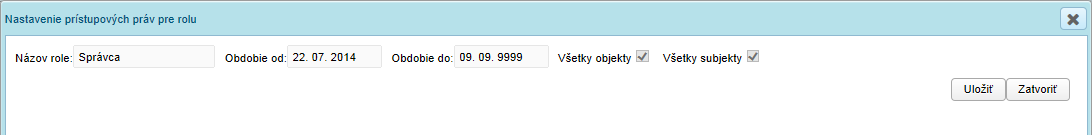 Nastavenie prístupových práv pre rolu
Názov role: Správca Obdobie od: 22. 07. 2014 Obdobie do: 09. 09. 9999 Všetky objekty Všetky subjekty
Uložiť Zatvoriť